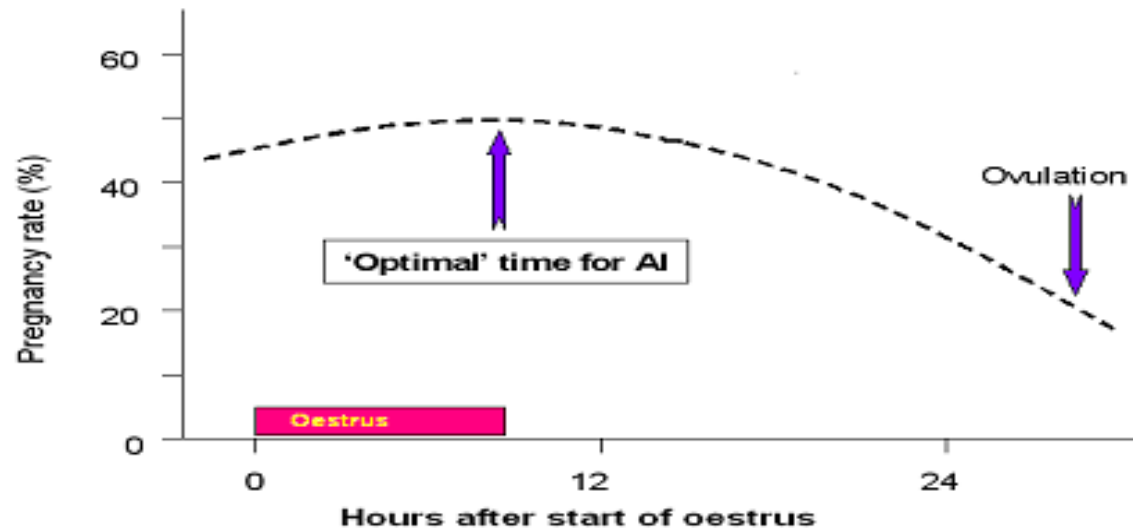 60
40
20
0
Pregnancy rate (%)
Ovulation
‘Optimal’ time for AI
Oestrus
0 12 24
Hours after start of oestrus